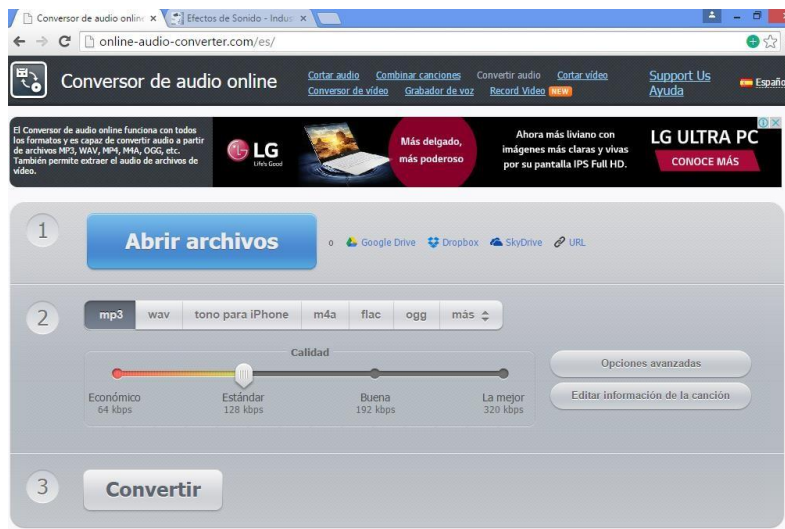 Conversor de audio online
Efectos de Sonido - Indus
online-audio-converter.com/es/
Conversor de audio online
Cortar audio Combinar canciones Convertir audio Cortar vídeo
Conversor de vídeo Grabador de voz Record Video NEW
Support Us
Ayuda
Españo
El Conversor de audio online funciona con todos
los formatos y es capaz de convertir audio a partir
de archivos MP3, WAV, MP4, M4A, OGG, etc.
También permite extraer el audio de archivos de
vídeo.
LG
Life's Good
Más delgado,
más poderoso
Ahora más liviano con
imágenes más claras y vivas
por su pantalla IPS Full HD.
LG ULTRA PC
CONOCE MÁS
1
Abrir archivos
o Google Drive Dropbox SkyDrive URL
2
mp3 wav tono para iPhone m4a flac ogg más
Calidad
Económico Estándar Buena La mejor
64 kbps 128 kbps 192 kbps 320 kbps
Opciones avanzadas
Editar información de la canción
3
Convertir